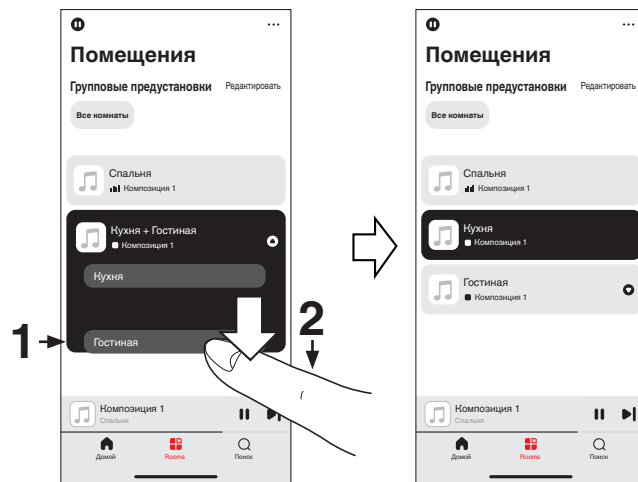 Помещения
Групповые предустановки Редактировать
Все комнаты
Спальня
Композиция 1
Кухня + Гостиная
Композиция 1
Кухня
Гостиная
1
2
Композиция 1
Спальня
Домой Rooms Поиск
Помещения
Групповые предустановки Редактировать
Все комнаты
Спальня
Композиция 1
Кухня
Композиция 1
Гостиная
Композиция 1
Композиция 1
Спальня
Домой Rooms Поиск